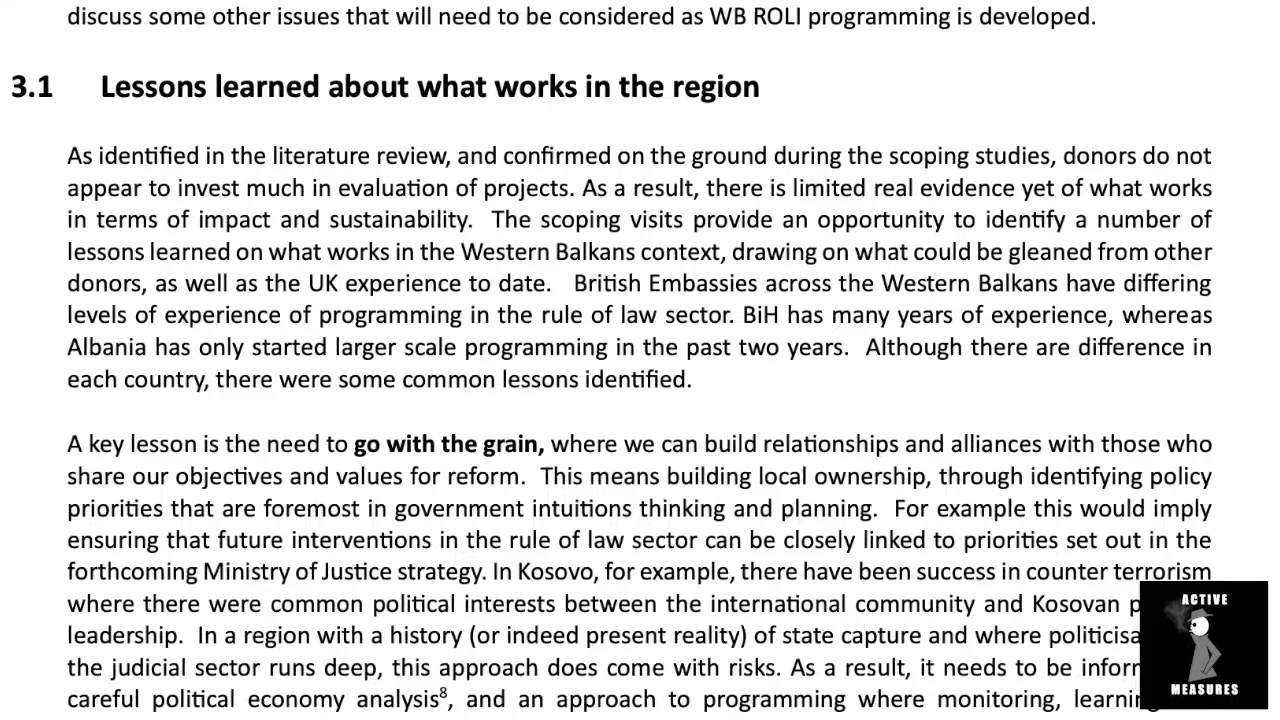 discuss some other issues that will need to be considered as WB ROLI programming is developed.
3.1 Lessons learned about what works in the region
As identified in the literature review, and confirmed on the ground during the scoping studies, donors do not
appear to invest much in evaluation of projects. As a result, there is limited real evidence yet of what works
in terms of impact and sustainability. The scoping visits provide an opportunity to identify a number of
lessons learned on what works in the Western Balkans context, drawing on what could be gleaned from other
donors, as well as the UK experience to date. British Embassies across the Western Balkans have differing
levels of experience of programming in the rule of law sector. BiH has many years of experience, whereas
Albania has only started larger scale programming in the past two years. Although there are difference in
each country, there were some common lessons identified.
A key lesson is the need to go with the grain, where we can build relationships and alliances with those who
share our objectives and values for reform. This means building local ownership, through identifying policy
priorities that are foremost in government intuitions thinking and planning. For example this would imply
ensuring that future interventions in the rule of law sector can be closely linked to priorities set out in the
forthcoming Ministry of Justice strategy. In Kosovo, for example, there have been success in counter terrorism
where there were common political interests between the international community and Kosovan
leadership. In a region with a history (or indeed present reality) of state capture and where
the judicial sector runs deep, this approach does come with risks. As a result, it needs to be
careful political economy analysis⁸, and an approach to programming where monitoring,
ACTIVE
MEASURES